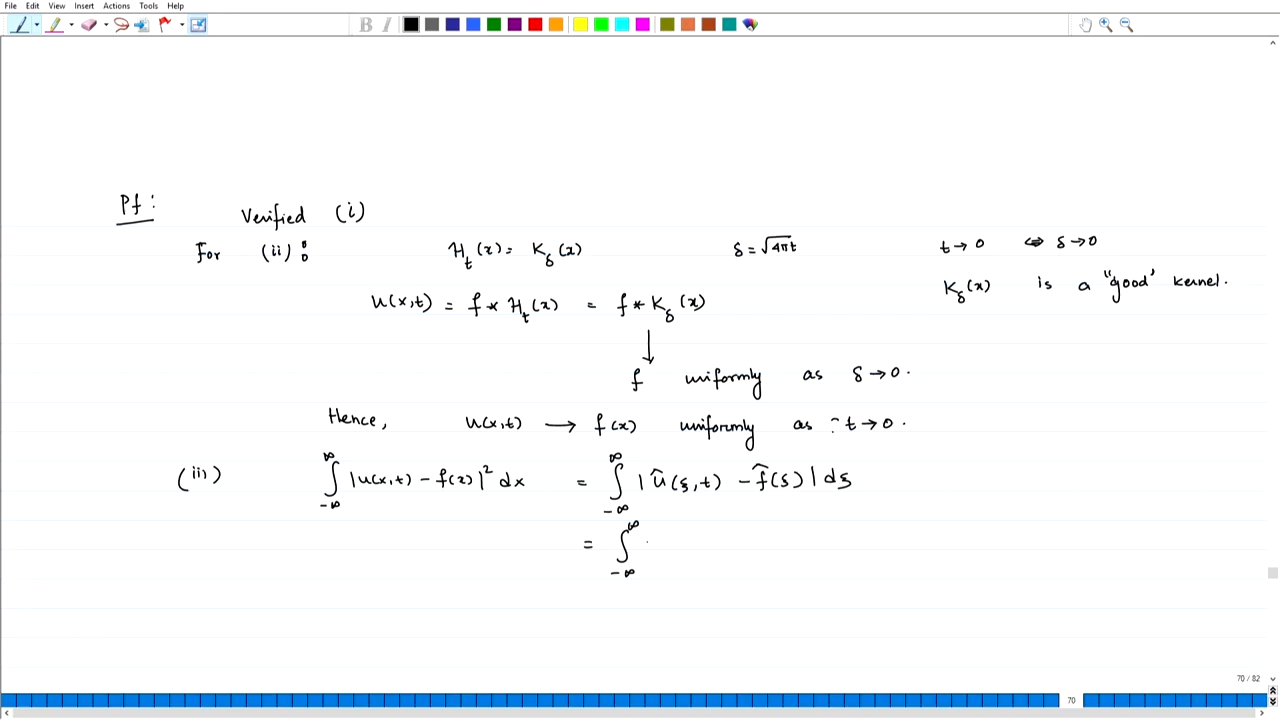 File Edit View Insert Actions Tools Help
B I
Pf :
Verified (i)
For (ii) : H_t(x) = K_δ(x) δ = √4πt t → 0 ⇔ δ → 0
K_δ(x) is a "good" kernel.
u(x,t) = f * H_t(x) = f * K_δ(x)
↓
f uniformly as δ → 0.
Hence, u(x,t) → f(x) uniformly as t → 0.
(iii) ∫_{-∞}^{∞} |u(x,t) - f(x)|² dx = ∫_{-∞}^{∞} |û(ξ,t) - f̂(ξ)| dξ
= ∫_{-∞}^{∞}
70 / 82
70